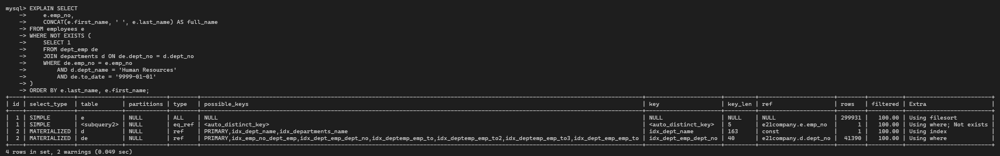 mysql> EXPLAIN SELECT
    ->     e.emp_no,
    ->     CONCAT(e.first_name, ' ', e.last_name) AS full_name
    -> FROM employees e
    -> WHERE NOT EXISTS (
    ->     SELECT 1
    ->     FROM dept_emp de
    ->     JOIN departments d ON de.dept_no = d.dept_no
    ->     WHERE de.emp_no = e.emp_no
    ->         AND d.dept_name = 'Human Resources'
    ->         AND de.to_date = '9999-01-01'
    -> )
    -> ORDER BY e.last_name, e.first_name;
| id | select_type | table | partitions | type | possible_keys | key | key_len | ref | rows | filtered | Extra |
| 1 | SIMPLE | e | NULL | ALL | NULL | NULL | NULL | NULL | 299931 | 100.00 | Using filesort |
| 1 | SIMPLE | <subquery2> | NULL | eq_ref | <auto_distinct_key> | <auto_distinct_key> | 5 | e21company.e.emp_no | 1 | 100.00 | Using where; Not exists |
| 2 | MATERIALIZED | d | NULL | ref | PRIMARY,idx_dept_name,idx_departments_name | idx_dept_name | 163 | const | 1 | 100.00 | Using index |
| 2 | MATERIALIZED | de | NULL | ref | PRIMARY,idx_emp_no_dept_emp,idx_dept_emp_dept_no,idx_deptemp_emp_to,idx_deptemp_emp_to2,idx_deptemp_emp_to3,idx_dept_emp_emp_to | idx_dept_emp_dept_no | 40 | e21company.d.dept_no | 41390 | 100.00 | Using where |
4 rows in set, 2 warnings (0.049 sec)